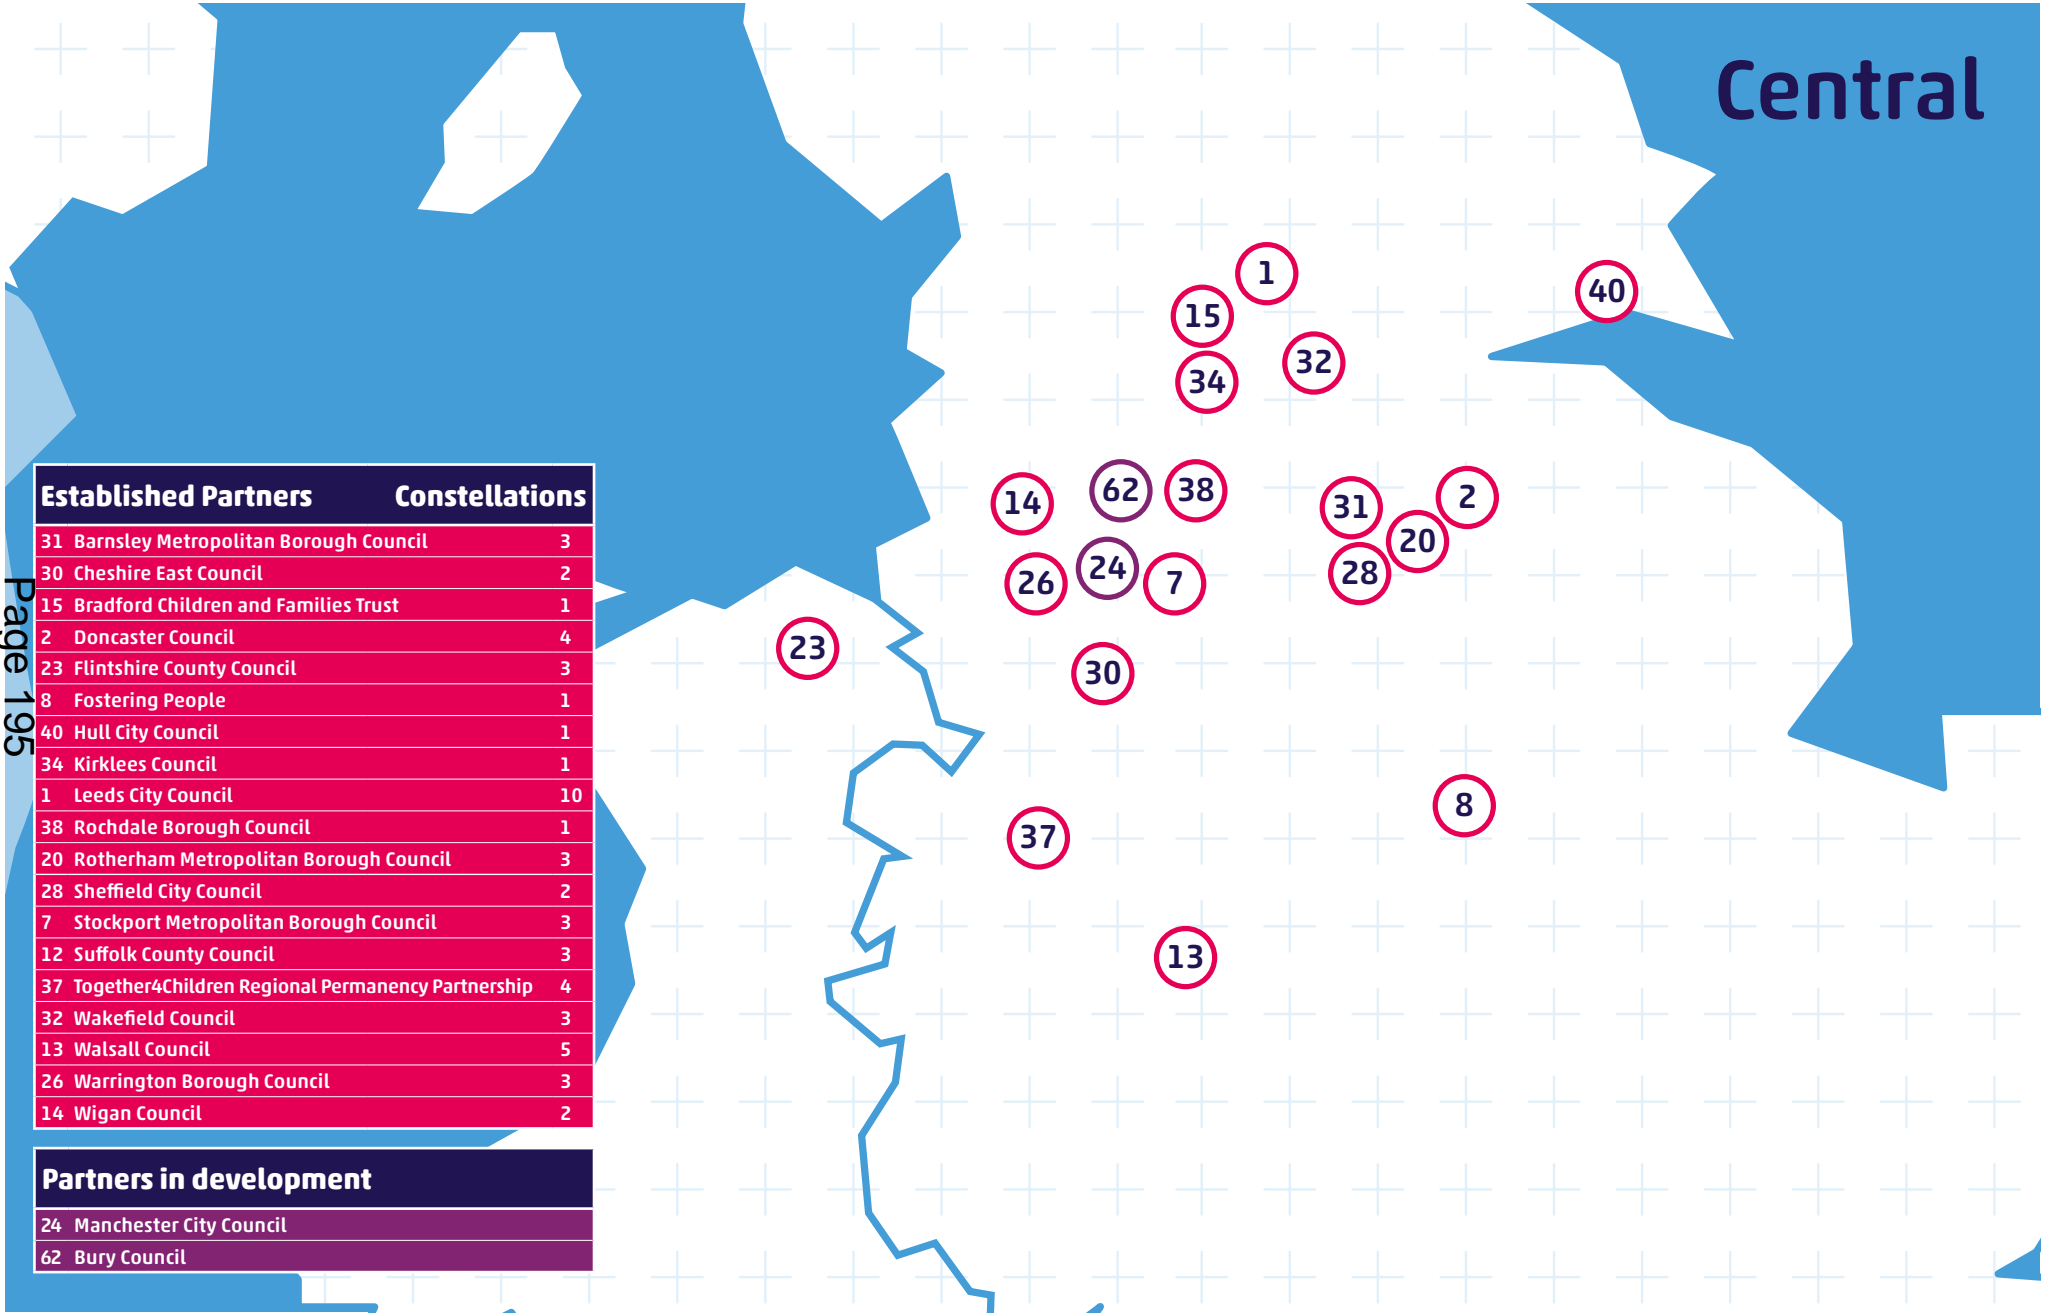 Central
1
40
15
32
34
62
38
14
31
2
20
24
26
7
28
23
30
8
37
13
Established Partners Constellations
31 Barnsley Metropolitan Borough Council 3
30 Cheshire East Council 2
15 Bradford Children and Families Trust 1
2 Doncaster Council 4
23 Flintshire County Council 3
8 Fostering People 1
40 Hull City Council 1
34 Kirklees Council 1
1 Leeds City Council 10
38 Rochdale Borough Council 1
20 Rotherham Metropolitan Borough Council 3
28 Sheffield City Council 2
7 Stockport Metropolitan Borough Council 3
12 Suffolk County Council 3
37 Together4Children Regional Permanency Partnership 4
32 Wakefield Council 3
13 Walsall Council 5
26 Warrington Borough Council 3
14 Wigan Council 2
Partners in development
24 Manchester City Council
62 Bury Council
Page 195